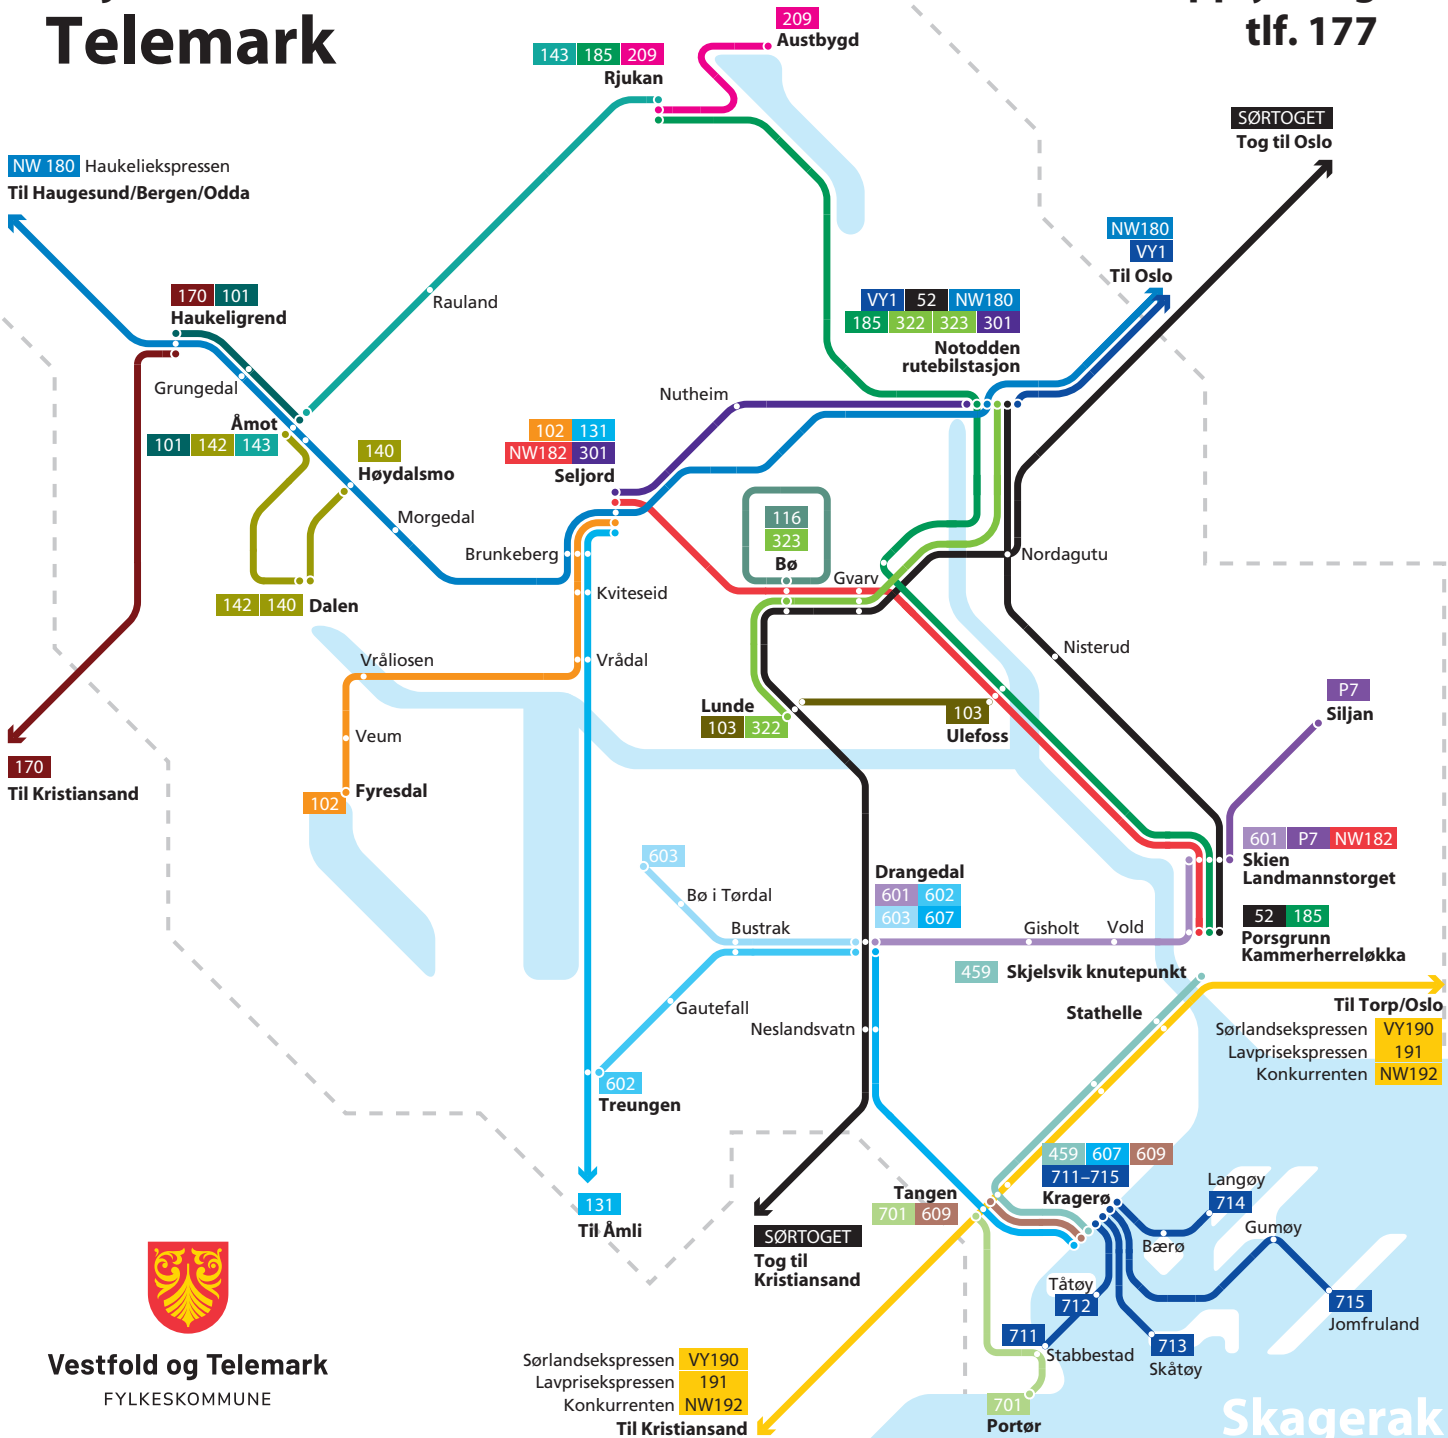 Telemark
tlf. 177
209
Austbygd
143 185 209
Rjukan
SØRTOGET
Tog til Oslo
NW 180 Haukeliekspressen
Til Haugesund/Bergen/Odda
NW180
VY1
Til Oslo
170 101
Haukeligrend
Rauland
VY1 52 NW180
185 322 323 301
Notodden
rutebilstasjon
Grungedal
Nutheim
Åmot
101 142 143
102 131
NW182 301
Seljord
140
Høydalsmo
Morgedal
116
323
Bø
Brunkeberg
Gvarv
Nordagutu
Kviteseid
142 140 Dalen
Nisterud
Vråliosen
Vrådal
P7
Siljan
Lunde
103 322
103
Ulefoss
Veum
170
Til Kristiansand
Fyresdal
102
601 P7 NW182
Skien
Landmannstorget
603
Drangedal
601 602
603 607
Bø i Tørdal
Bustrak
Gisholt
Vold
52 185
Porsgrunn
Kammerherreløkka
459 Skjelsvik knutepunkt
Gautefall
Stathelle
Neslandsvatn
Til Torp/Oslo
Sørlandsekspressen VY190
Lavprisekspressen 191
Konkurrenten NW192
602
Treungen
459 607 609
711–715
Kragerø
Langøy
714
Tangen
701 609
131
Til Åmli
SØRTOGET
Tog til
Kristiansand
Bærø
Gumøy
Tåtøy
712
715
Jomfruland
711
Stabbestad
713
Skåtøy
Vestfold og Telemark
FYLKESKOMMUNE
Sørlandsekspressen VY190
Lavprisekspressen 191
Konkurrenten NW192
Til Kristiansand
701
Portør
Skagerak